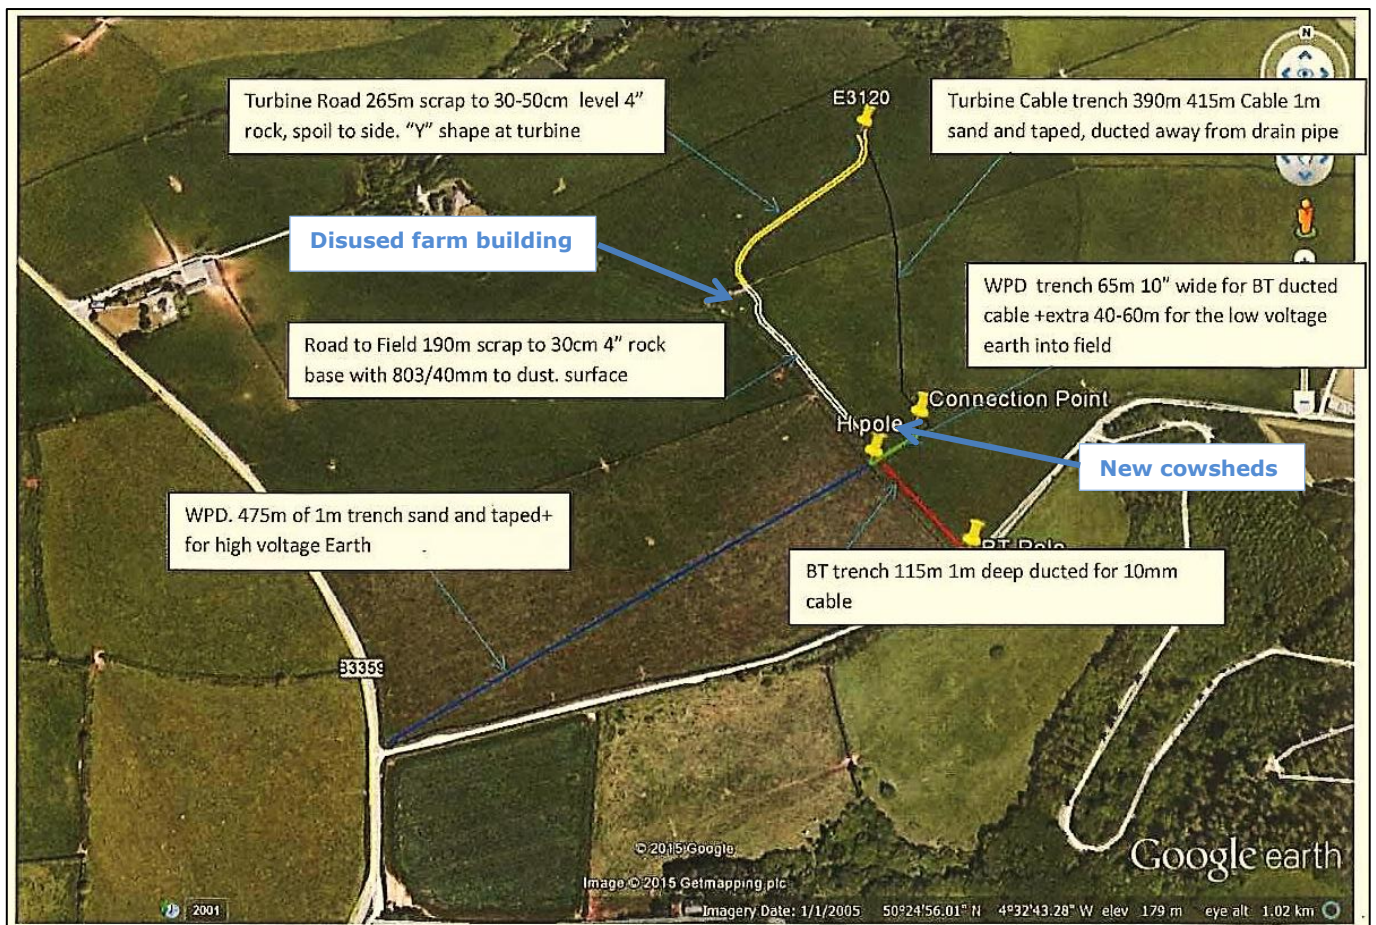 N
Turbine Road 265m scrap to 30-50cm level 4”
rock, spoil to side. “Y” shape at turbine
E3120
Turbine Cable trench 390m 415m Cable 1m
sand and taped, ducted away from drain pipe
Disused farm building
WPD trench 65m 10” wide for BT ducted
cable +extra 40-60m for the low voltage
earth into field
Road to Field 190m scrap to 30cm 4” rock
base with 803/40mm to dust. surface
Connection Point
H pole
New cowsheds
WPD. 475m of 1m trench sand and taped+
for high voltage Earth
BT Pole
BT trench 115m 1m deep ducted for 10mm
cable
B3359
© 2015 Google
Google earth
Image © 2015 Getmapping plc
2001
Imagery Date: 1/1/2005 50°24'56.01" N 4°32'43.28" W elev 179 m eye alt 1.02 km